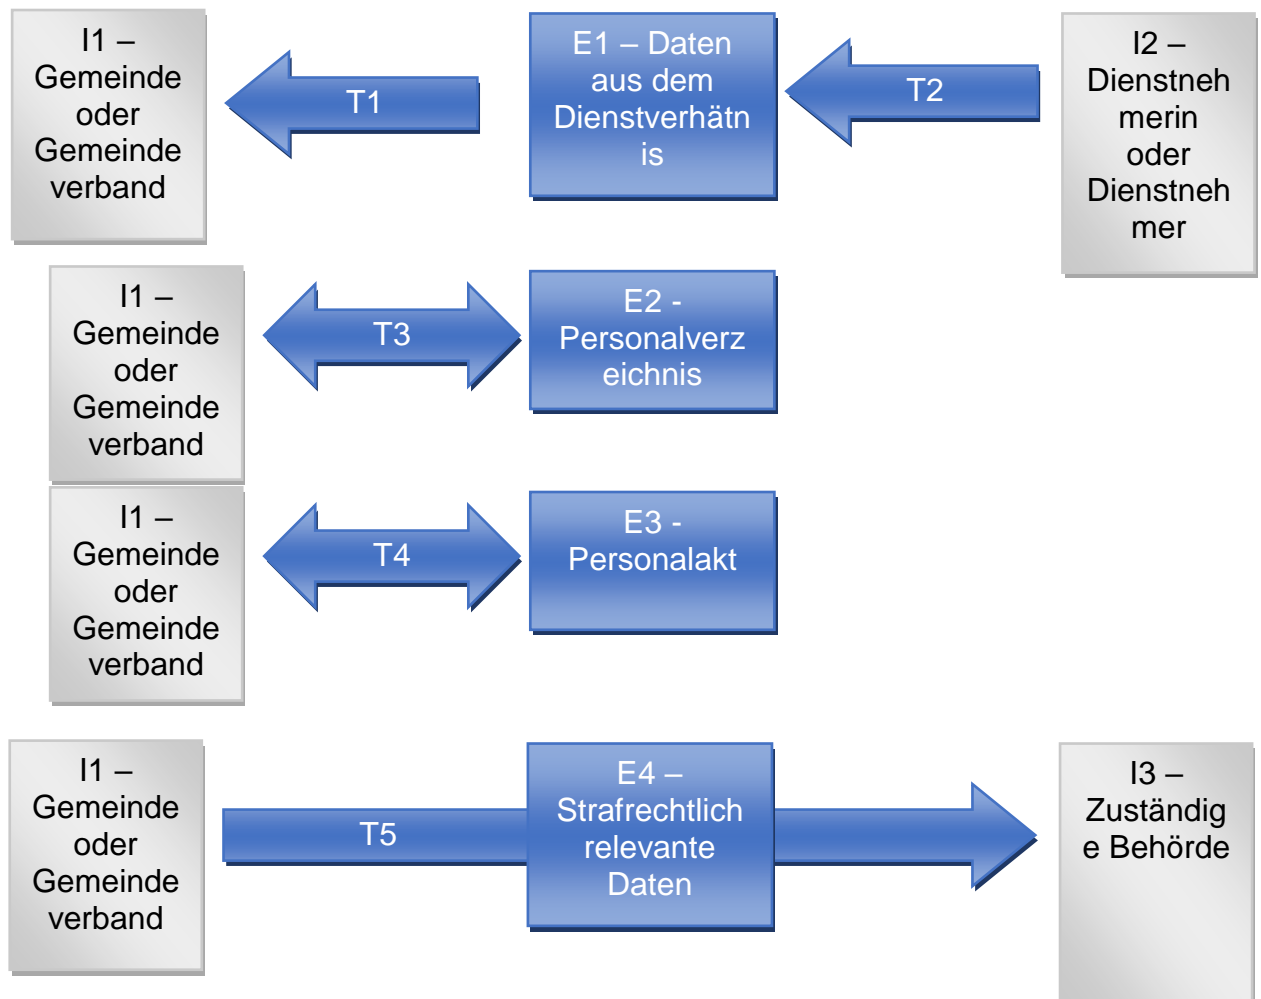 I1 –
Gemeinde
oder
Gemeinde
verband
T1
E1 – Daten
aus dem
Dienstverhätn
is
T2
I2 –
Dienstneh
merin
oder
Dienstneh
mer
I1 –
Gemeinde
oder
Gemeinde
verband
T3
E2 -
Personalverz
eichnis
I1 –
Gemeinde
oder
Gemeinde
verband
T4
E3 -
Personalakt
I1 –
Gemeinde
oder
Gemeinde
verband
T5
E4 –
Strafrechtlich
relevante
Daten
I3 –
Zuständig
e Behörde